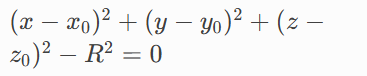 (x − x₀)² + (y − y₀)² + (z −
z₀)² − R² = 0